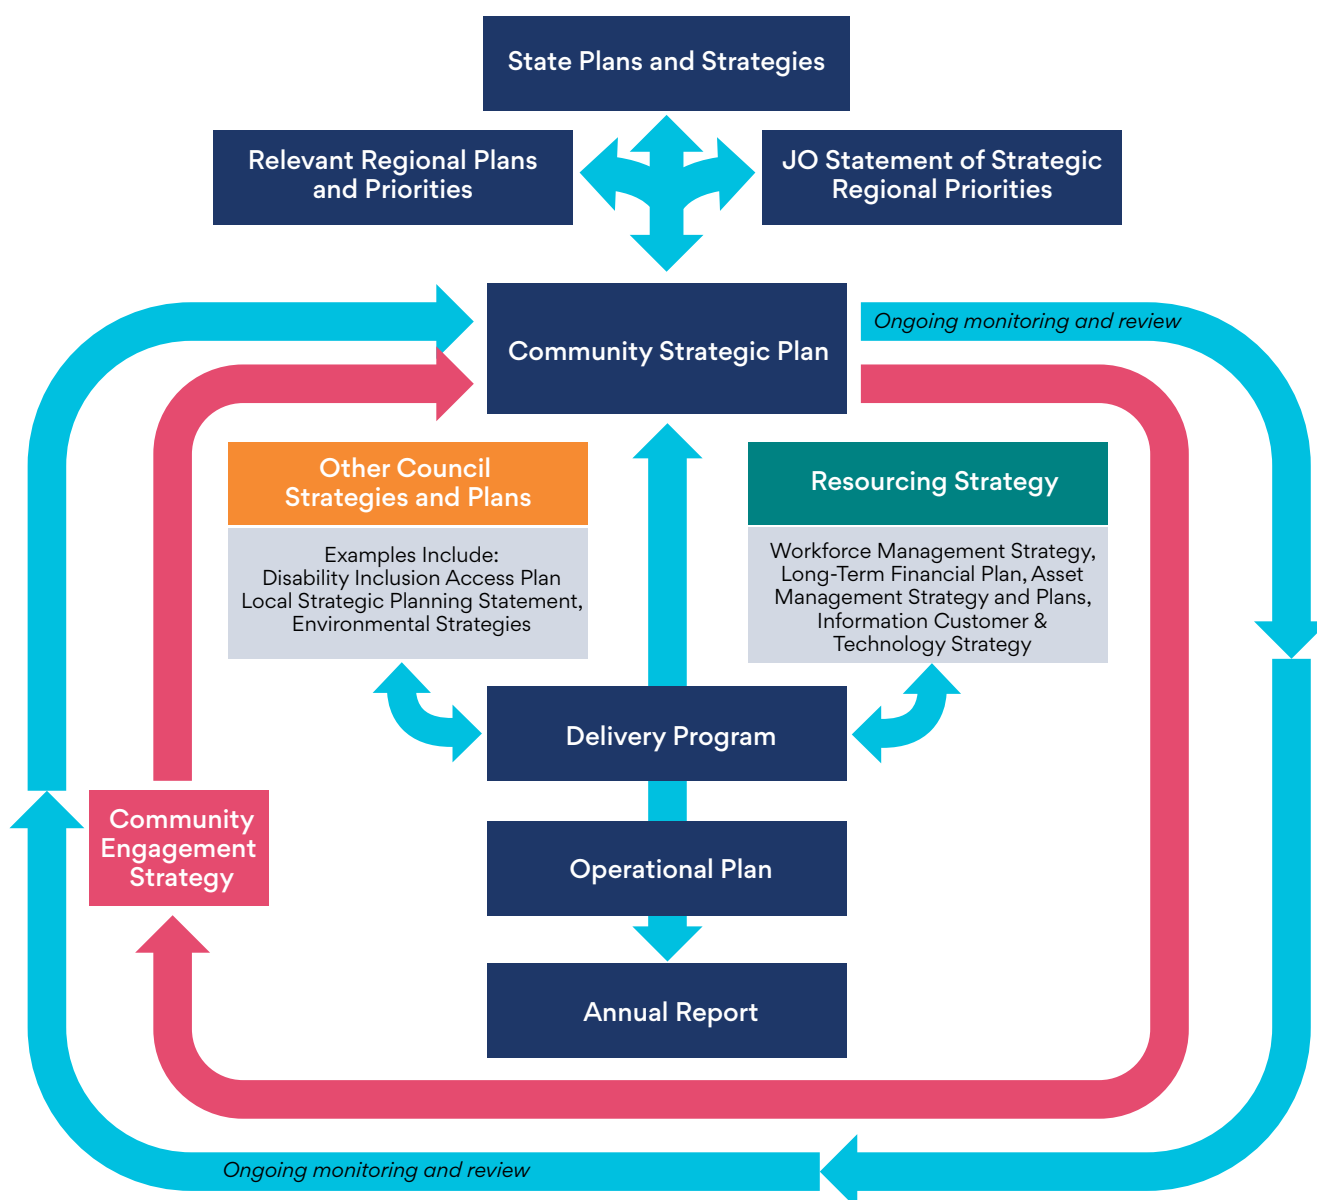 State Plans and Strategies
Relevant Regional Plans
and Priorities
JO Statement of Strategic
Regional Priorities
Community Strategic Plan
Ongoing monitoring and review
Other Council
Strategies and Plans
Examples Include:
Disability Inclusion Access Plan
Local Strategic Planning Statement,
Environmental Strategies
Resourcing Strategy
Workforce Management Strategy,
Long-Term Financial Plan, Asset
Management Strategy and Plans,
Information Customer &
Technology Strategy
Delivery Program
Community
Engagement
Strategy
Operational Plan
Annual Report
Ongoing monitoring and review